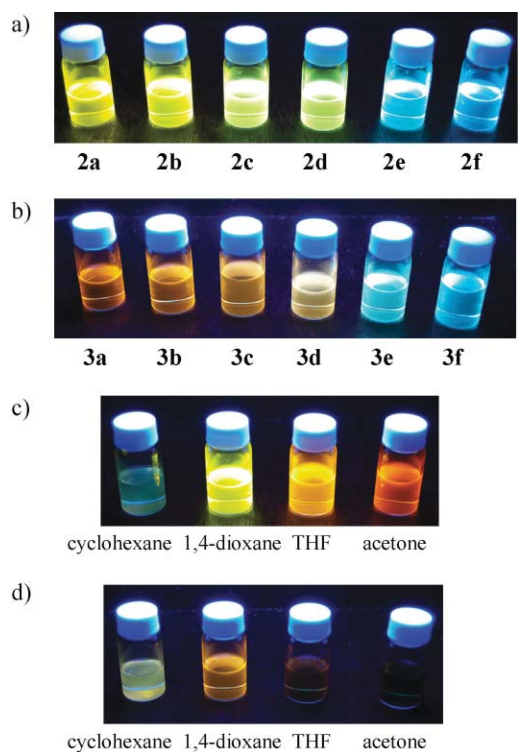 a)
2a 2b 2c 2d 2e 2f
b)
3a 3b 3c 3d 3e 3f
c)
cyclohexane 1,4-dioxane THF acetone
d)
cyclohexane 1,4-dioxane THF acetone